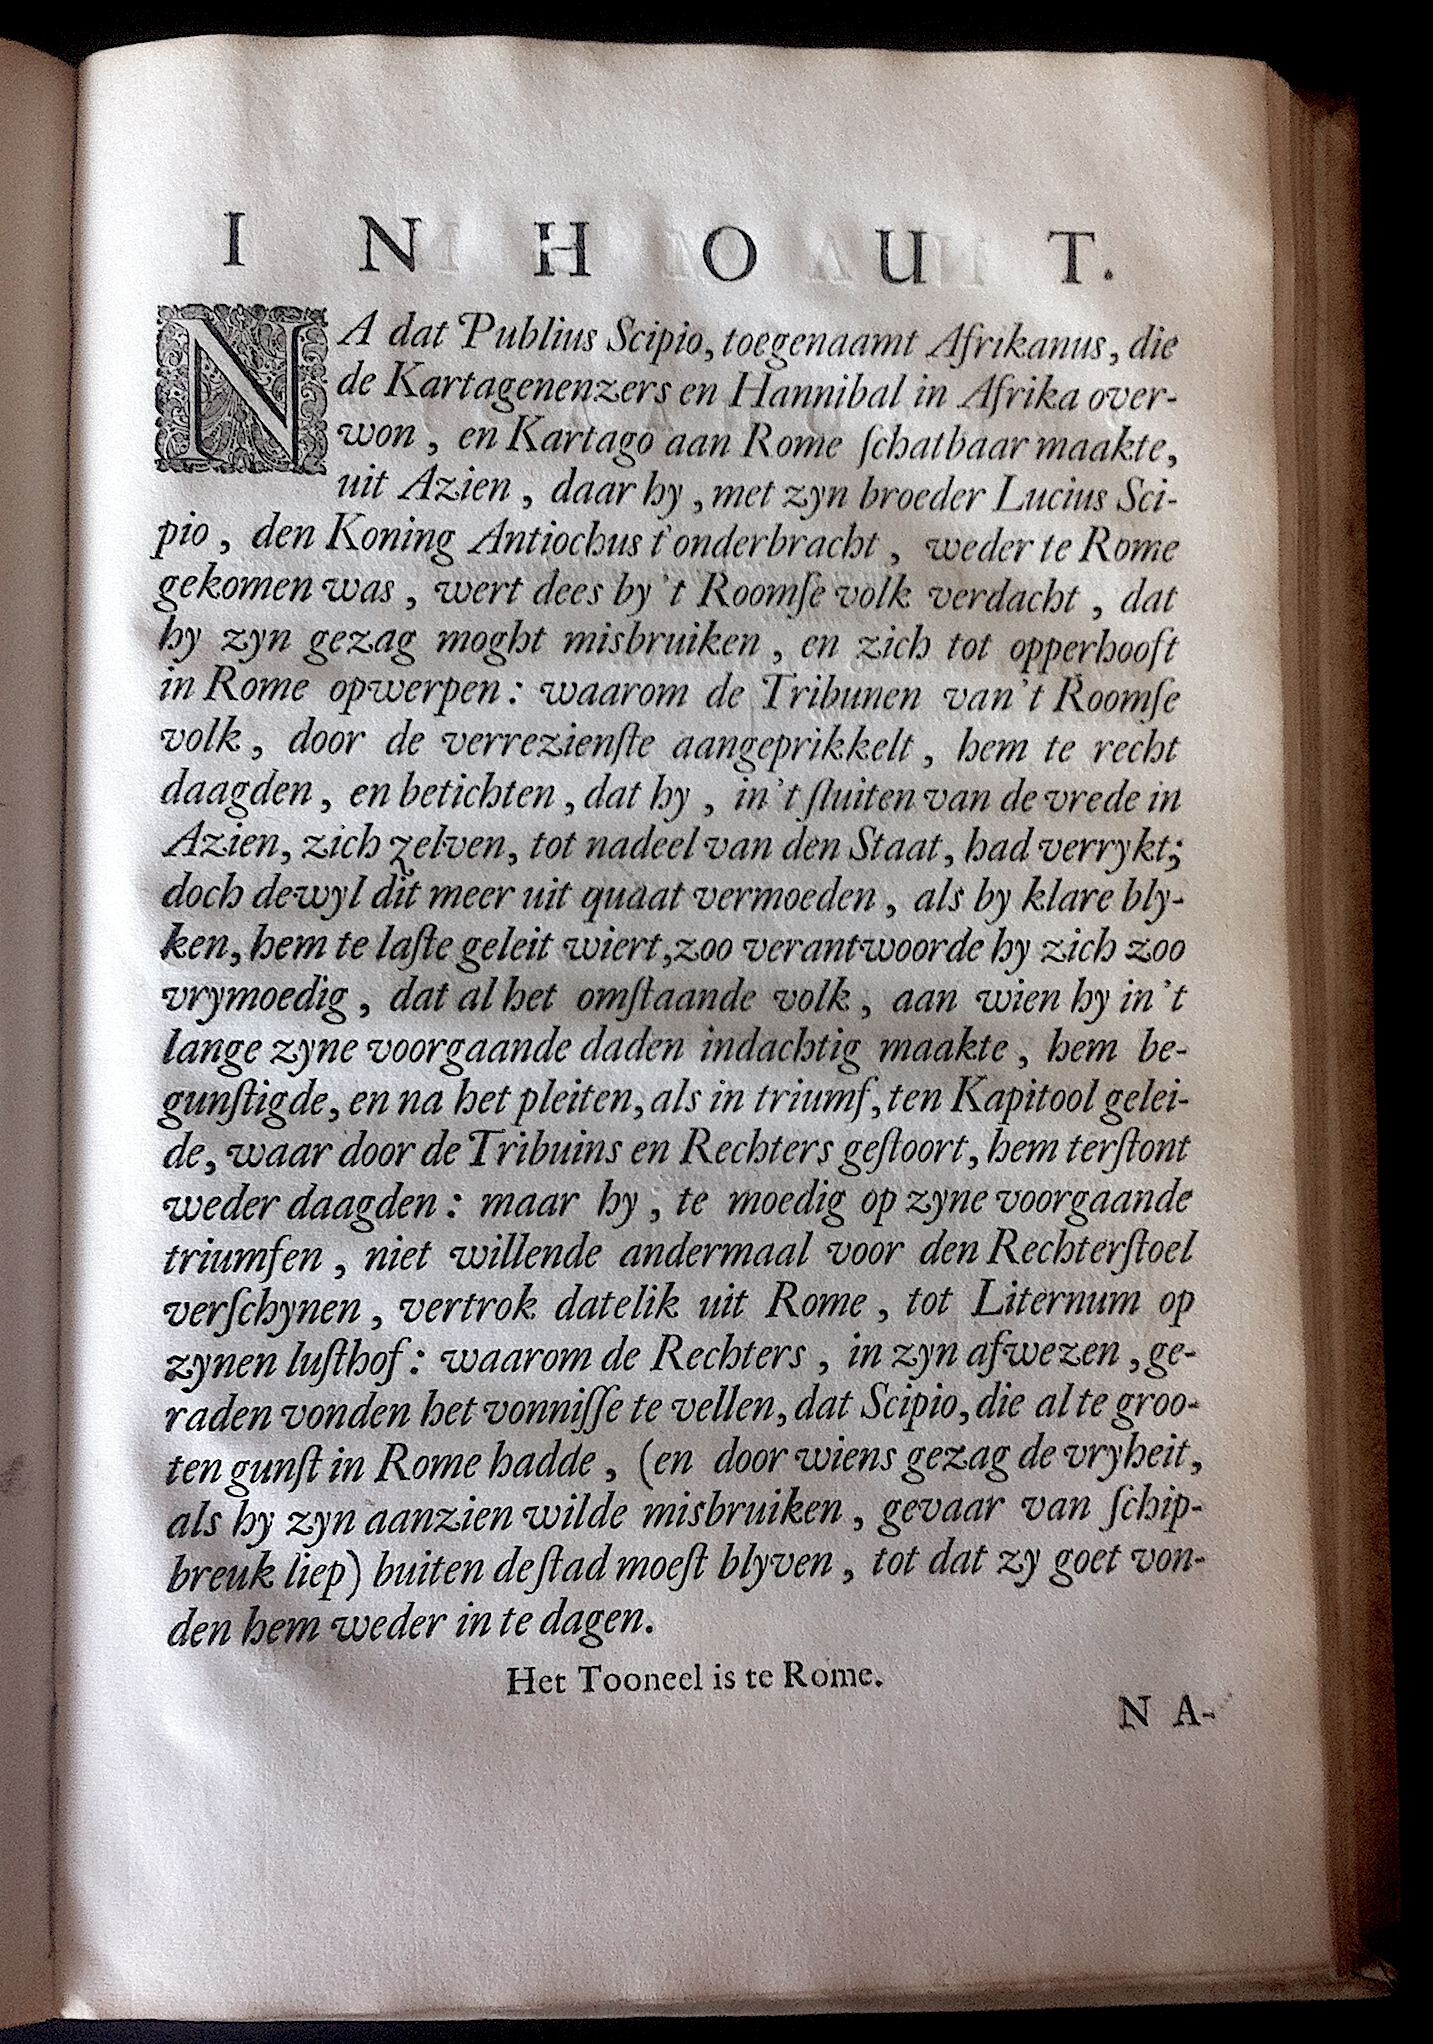 INHOUT.
NA dat Publius Scipio, toegenaamt Afrikanus, die
de Kartagenenzers en Hannibal in Afrika over-
won, en Kartago aan Rome ſchatbaar maakte,
uit Azien, daar hy, met zyn broeder Lucius Sci-
pio, den Koning Antiochus t'onderbracht, weder te Rome
gekomen was, wert dees by 't Roomſe volk verdacht, dat
hy zyn gezag moght misbruiken, en zich tot opperhooft
in Rome opwerpen: waarom de Tribunen van 't Roomſe
volk, door de verrezienſte aangeprikkelt, hem te recht
daagden, en betichten, dat hy, in 't ſluiten van de vrede in
Azien, zich zelven, tot nadeel van den Staat, had verrykt;
doch dewyl dit meer uit quaat vermoeden, als by klare bly-
ken, hem te laſte geleit wiert, zoo verantwoorde hy zich zoo
vrymoedig, dat al het omſtaande volk, aan wien hy in 't
lange zyne voorgaande daden indachtig maakte, hem be-
gunſtigde, en na het pleiten, als in triumf, ten Kapitool gelei-
de, waar door de Tribuins en Rechters geſtoort, hem terſtont
weder daagden: maar hy, te moedig op zyne voorgaande
triumfen, niet willende andermaal voor den Rechterſtoel
verſchynen, vertrok datelik uit Rome, tot Liternum op
zynen luſthof: waarom de Rechters, in zyn afwezen, ge-
raden vonden het vonniſſe te vellen, dat Scipio, die al te groo-
ten gunſt in Rome hadde, (en door wiens gezag de vryheit,
als hy zyn aanzien wilde misbruiken, gevaar van ſchip-
breuk liep) buiten de ſtad moeſt blyven, tot dat zy goet von-
den hem weder in te dagen.
Het Tooneel is te Rome.
NA-